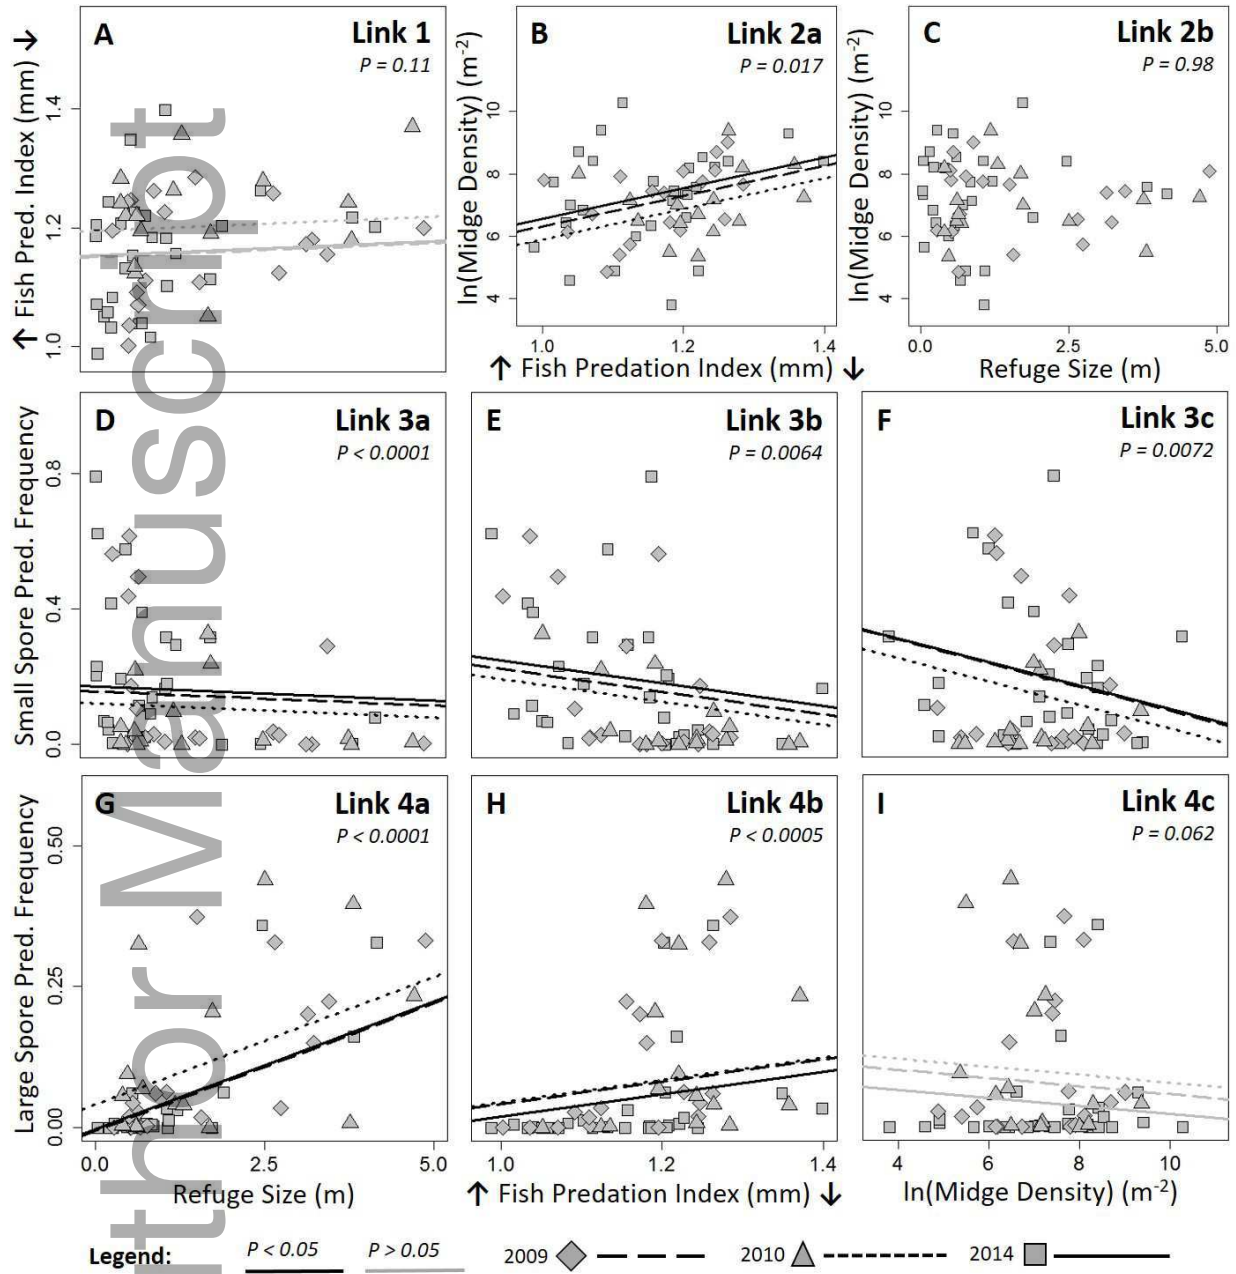 A Link 1
P = 0.11
↑ Fish Pred. Index (mm) ↓
1.0 1.2 1.4
B Link 2a
P = 0.017
ln(Midge Density) (m⁻²)
4 6 8 10
1.0 1.2 1.4
↑ Fish Predation Index (mm) ↓
C Link 2b
P = 0.98
ln(Midge Density) (m⁻²)
4 6 8 10
0.0 2.5 5.0
Refuge Size (m)
D Link 3a
P < 0.0001
Small Spore Pred. Frequency
0.0 0.4 0.8
E Link 3b
P = 0.0064
F Link 3c
P = 0.0072
G Link 4a
P < 0.0001
Large Spore Pred. Frequency
0.00 0.25 0.50
0.0 2.5 5.0
Refuge Size (m)
H Link 4b
P < 0.0005
1.0 1.2 1.4
↑ Fish Predation Index (mm) ↓
I Link 4c
P = 0.062
4 6 8 10
ln(Midge Density) (m⁻²)
Legend: P < 0.05 P > 0.05 2009 2010 2014
thor Manuscript